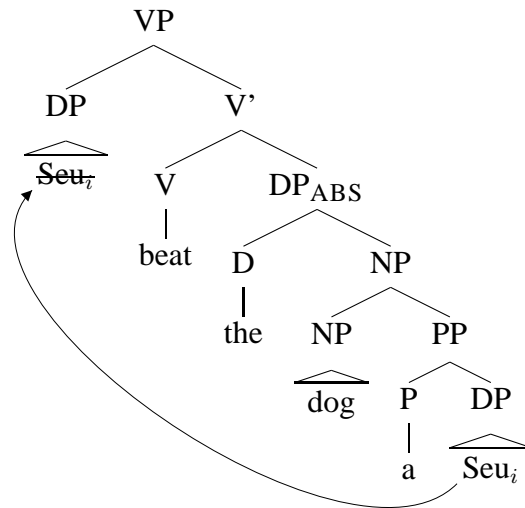 VP
DP V'
Seu_i V DP_ABS
beat D NP
the NP PP
dog P DP
a Seu_i